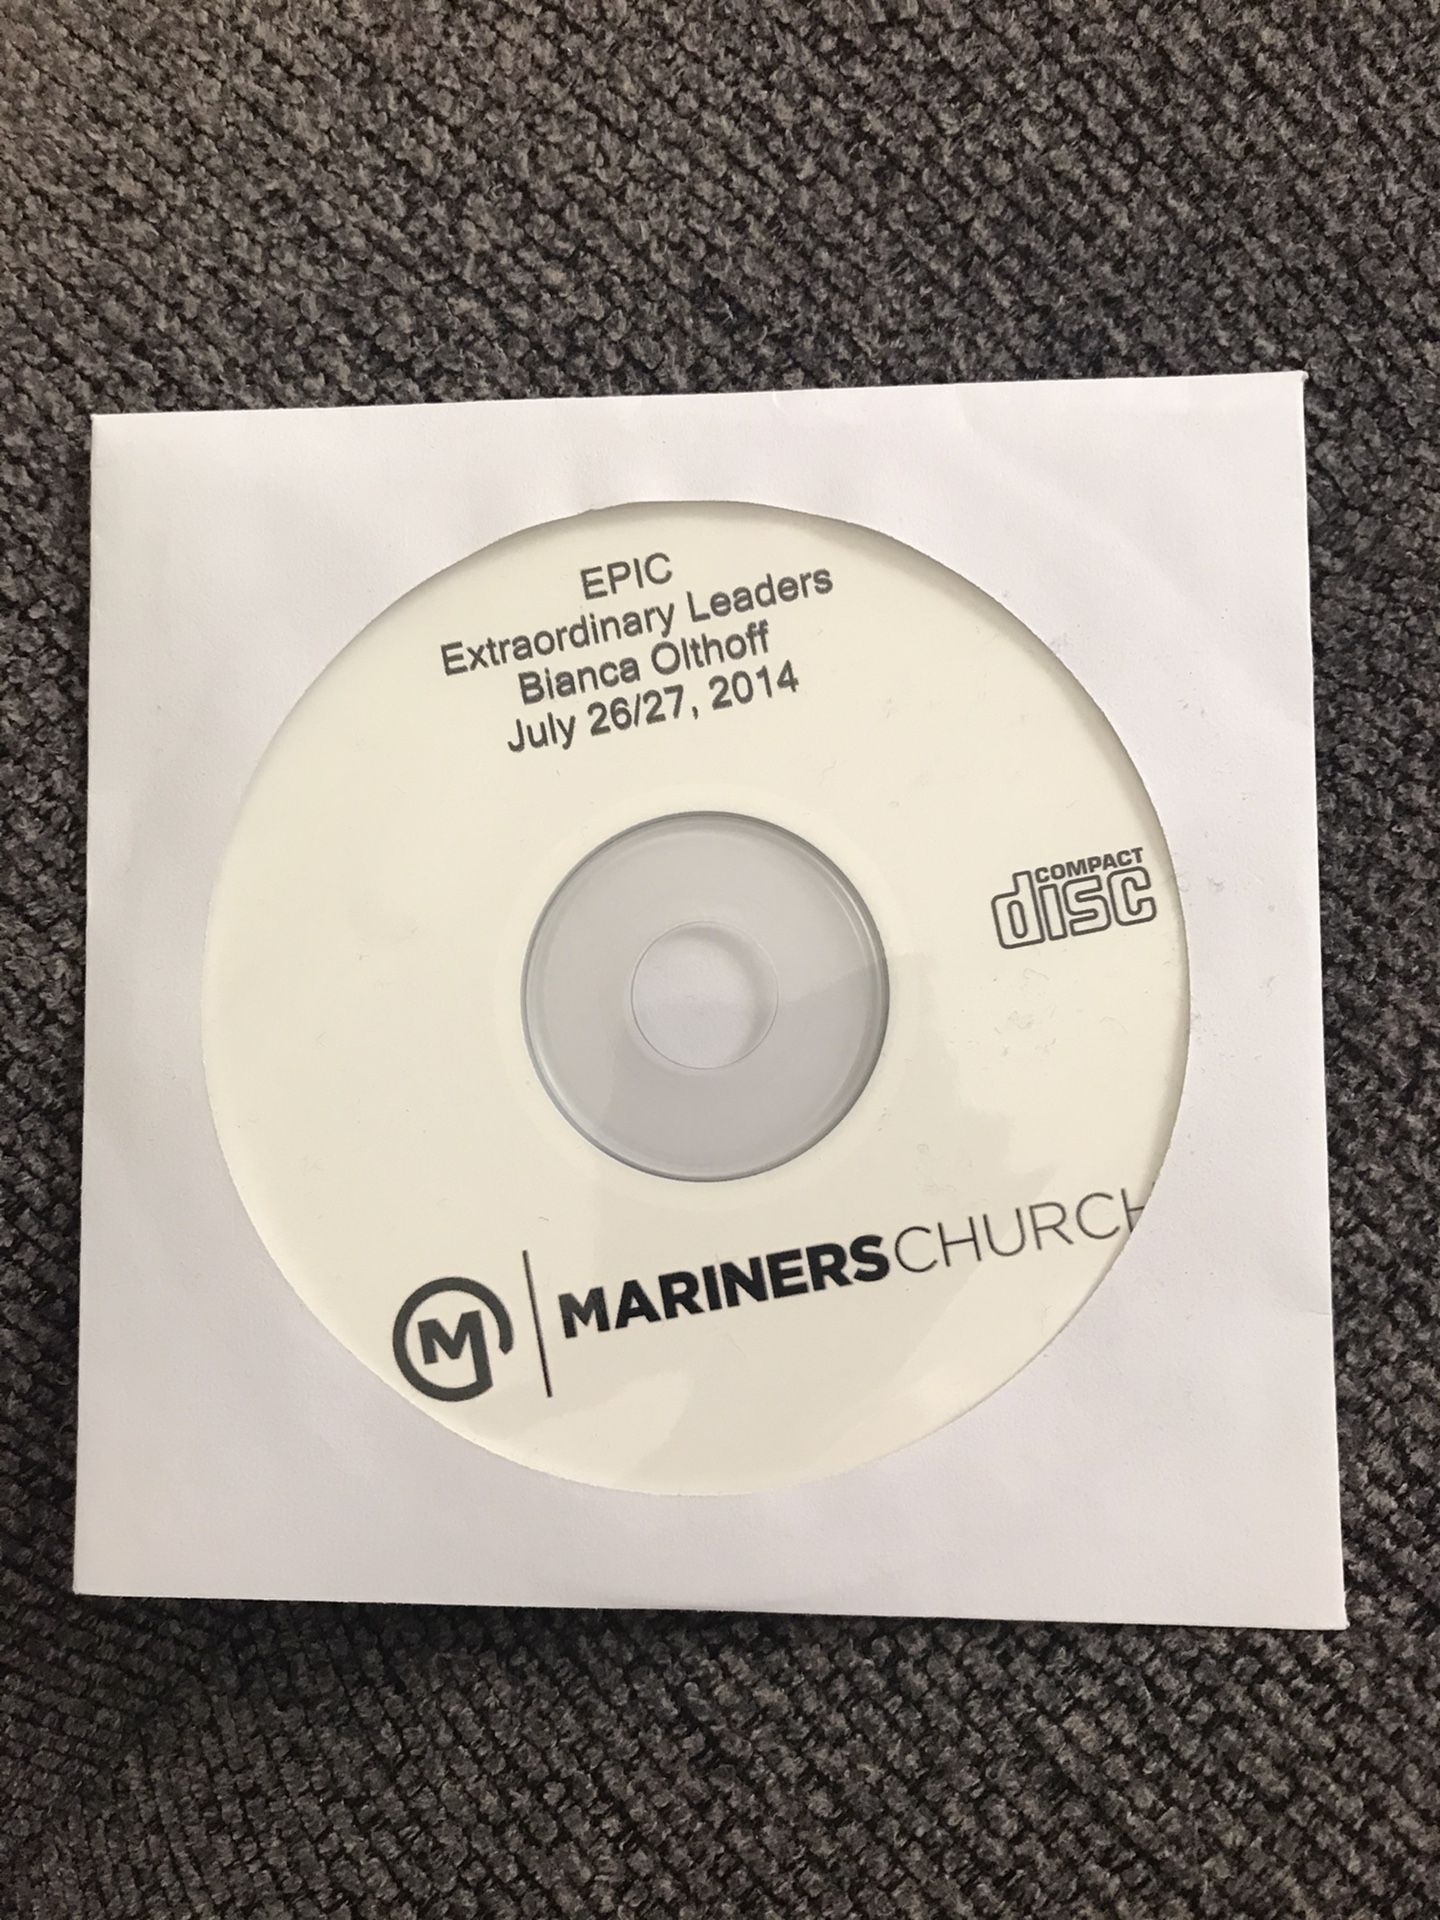 EPIC
Extraordinary Leaders
Bianca Olthoff
July 26/27, 2014
COMPACT
disc
M
MARINERSCHURCH